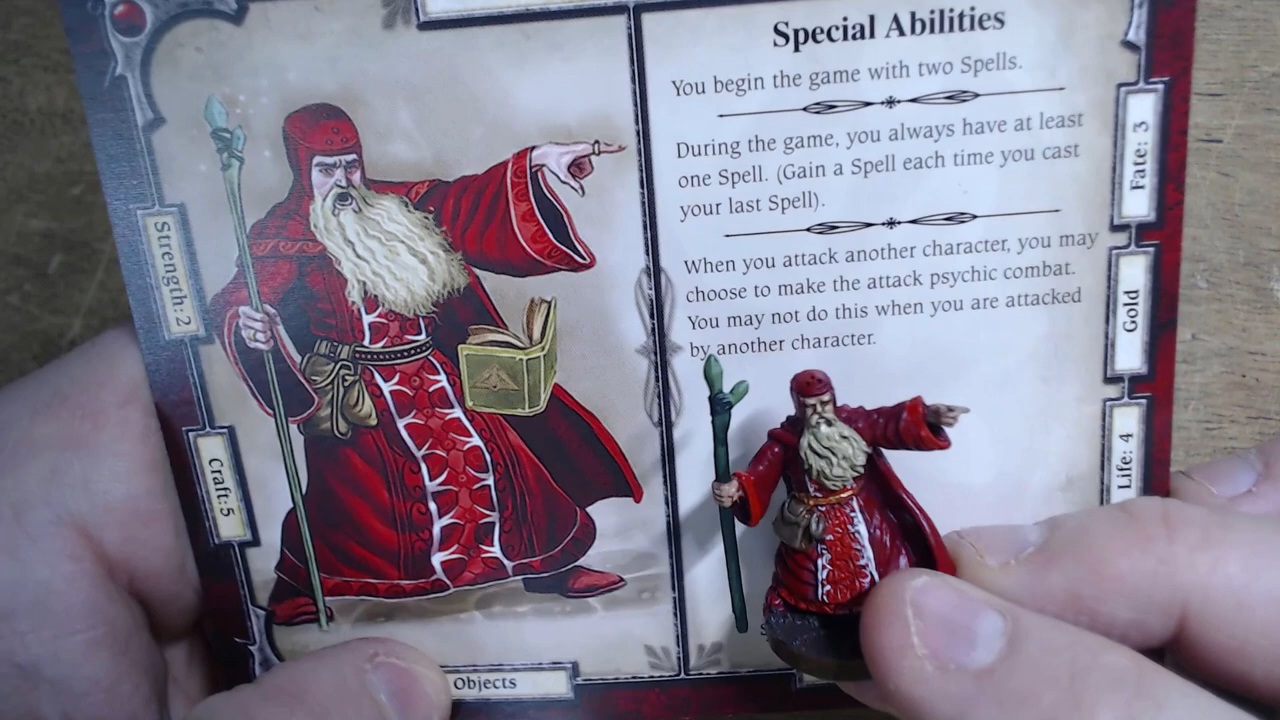 Special Abilities
You begin the game with two Spells.
During the game, you always have at least
one Spell. (Gain a Spell each time you cast
your last Spell).
When you attack another character, you may
choose to make the attack psychic combat.
You may not do this when you are attacked
by another character.
Strength: 2
Craft: 5
Fate: 3
Gold
Life: 4
Objects